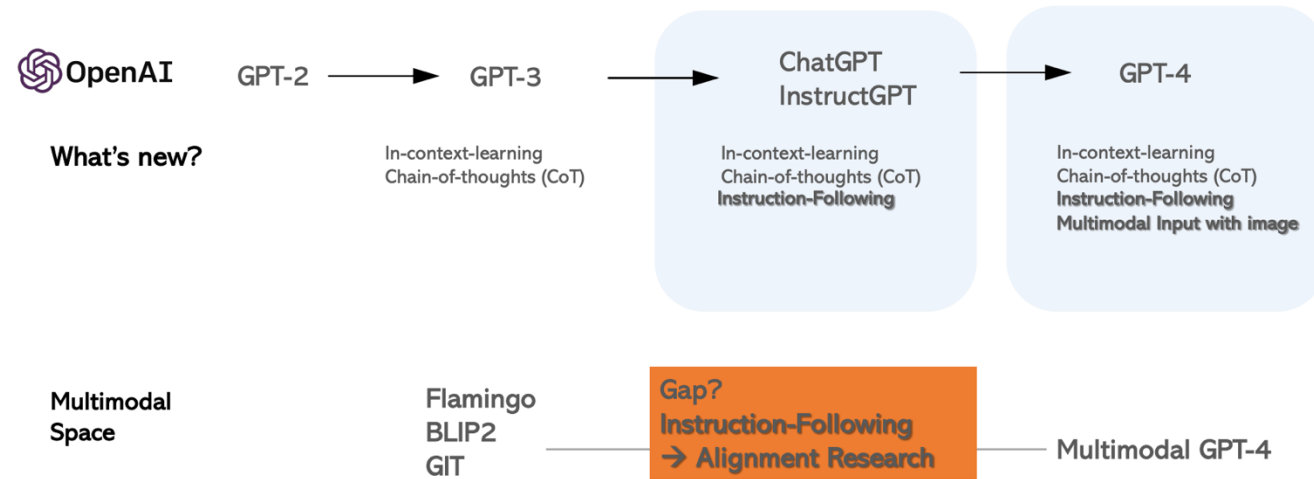 OpenAI
GPT-2
GPT-3
ChatGPT
InstructGPT
GPT-4
What's new?
In-context-learning
Chain-of-thoughts (CoT)
In-context-learning
Chain-of-thoughts (CoT)
Instruction-Following
In-context-learning
Chain-of-thoughts (CoT)
Instruction-Following
Multimodal Input with image
Multimodal
Space
Flamingo
BLIP2
GIT
Gap?
Instruction-Following
→ Alignment Research
Multimodal GPT-4